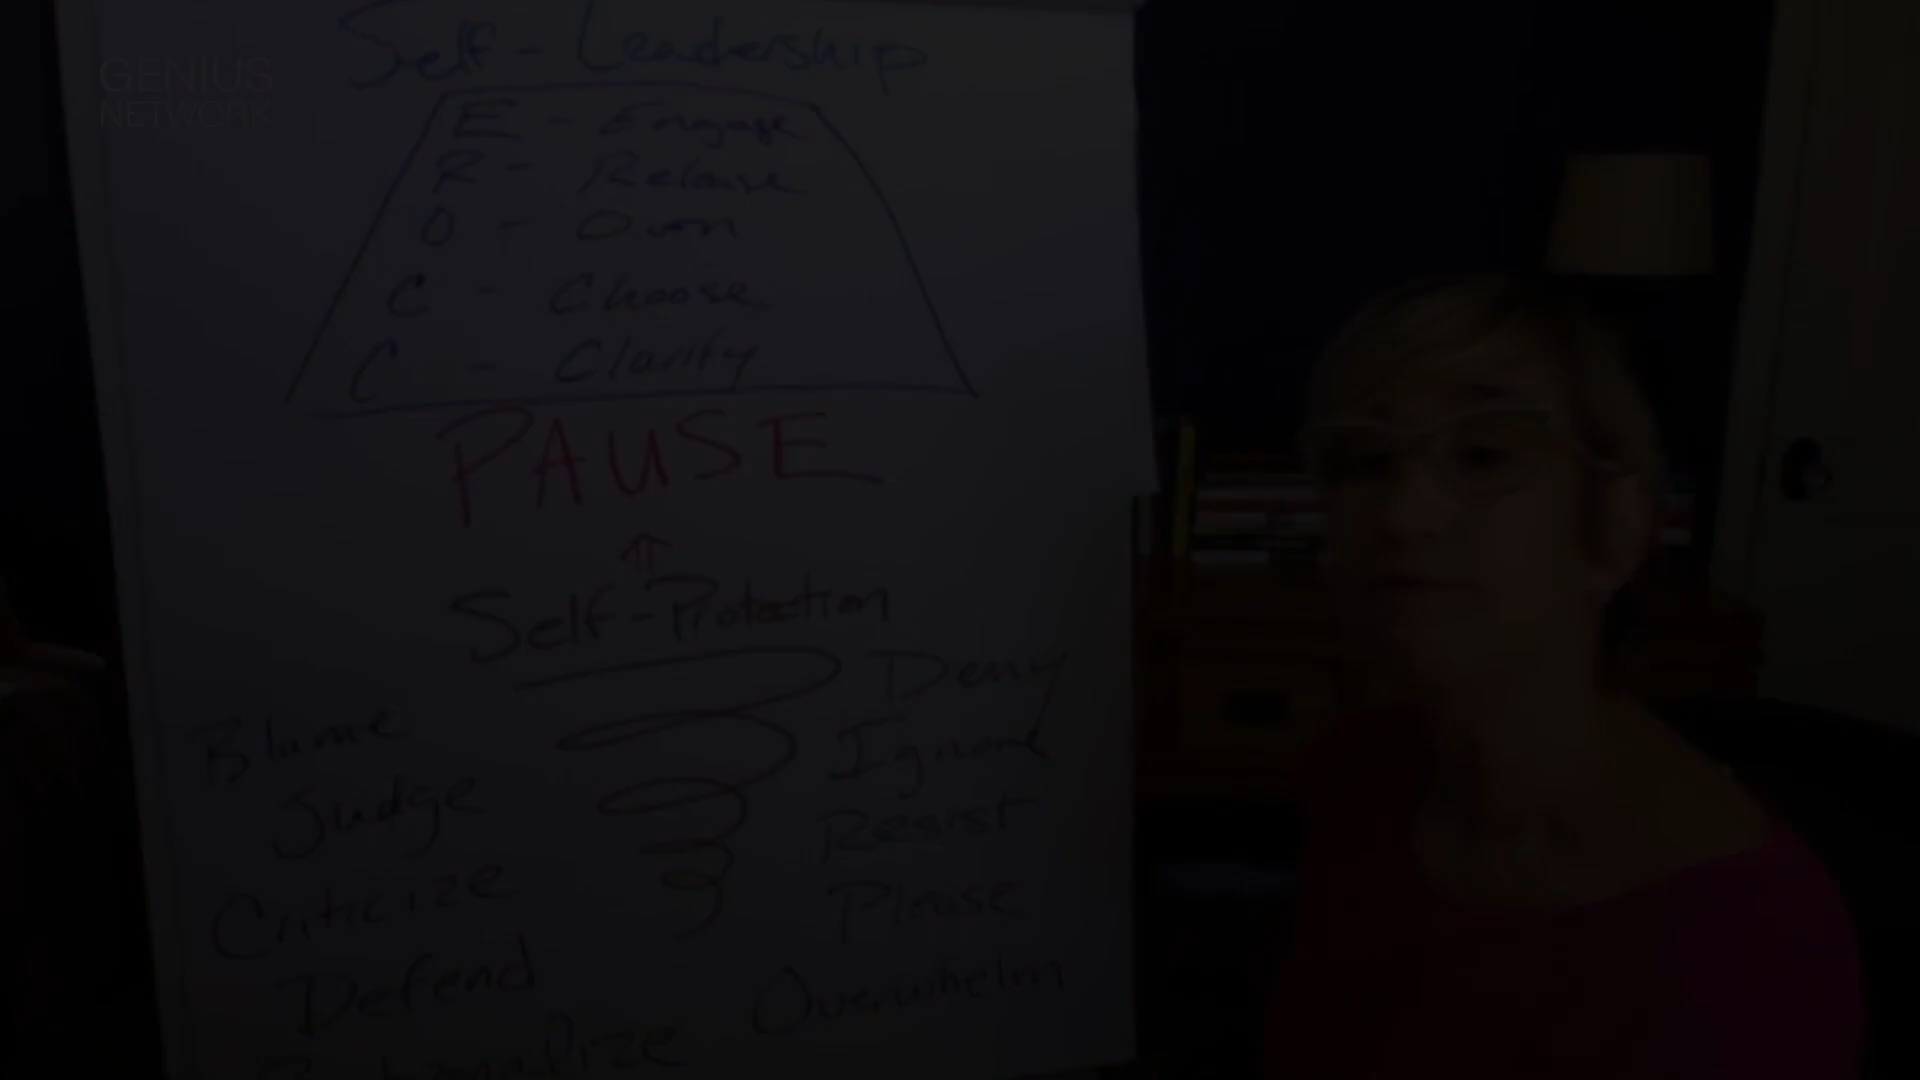 Self-Leadership
GENIUS
NETWORK
E - Engage
R - Release
O - Own
C - Choose
C - Clarity
PAUSE
Self-Protection
Deny
Blame
Ignore
Judge
Resist
Criticize
Please
Defend
Overwhelm